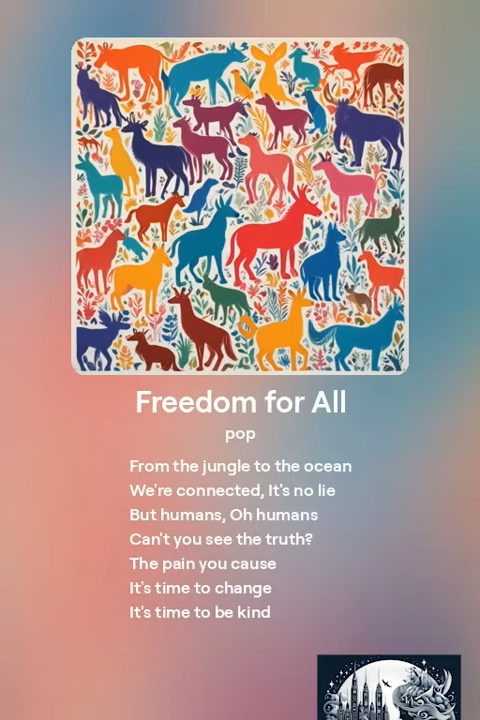 Freedom for All
pop
From the jungle to the ocean
We're connected, It's no lie
But humans, Oh humans
Can't you see the truth?
The pain you cause
It's time to change
It's time to be kind